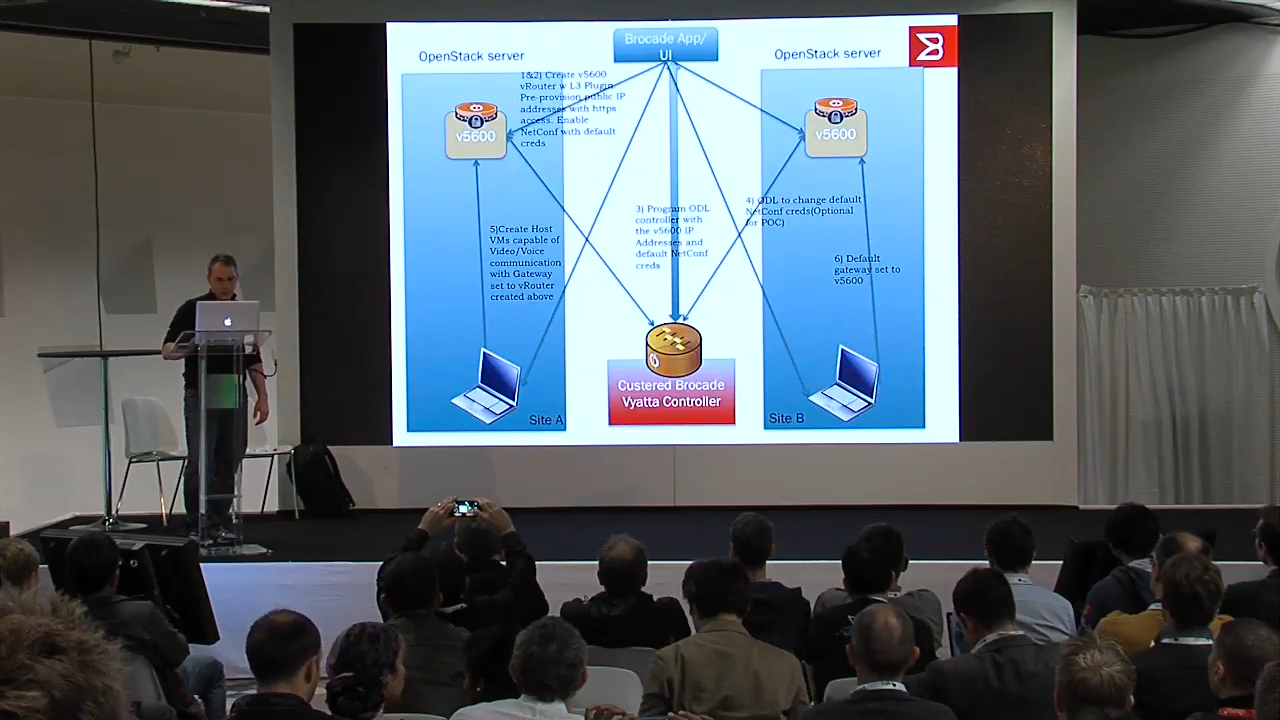 Brocade App/
UI
OpenStack server
OpenStack server
1&2) Create v5600
vRouter w L3 Plugin
Pre-provision public IP
addresses with https
access. Enable
NetConf with default
creds
v5600
v5600
3) Program ODL
controller with
the v5600 IP
Addresses and
default NetConf
creds
4) ODL to change default
NetConf creds(Optional
for POC)
5)Create Host
VMs capable of
Video/Voice
communication
with Gateway
set to vRouter
created above
6) Default
gateway set to
v5600
Custered Brocade
Vyatta Controller
Site A
Site B